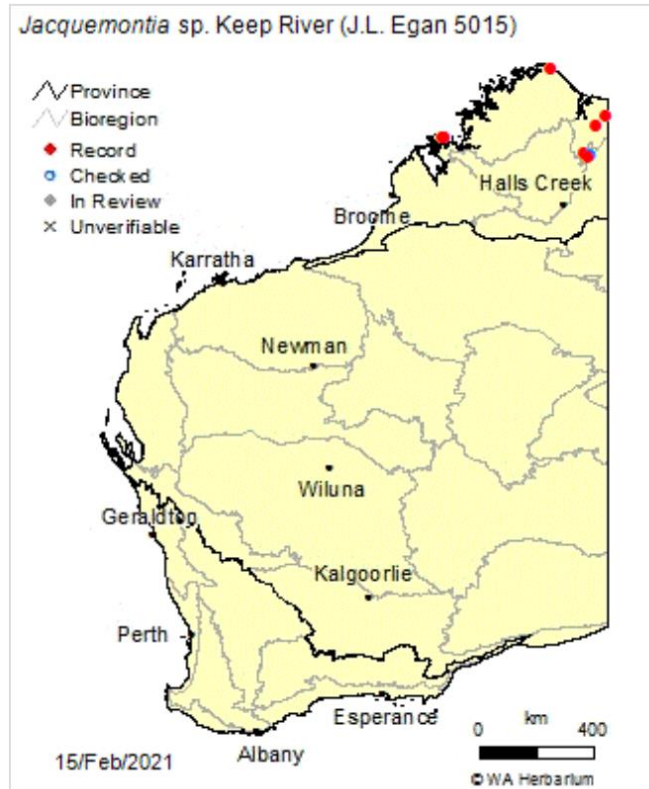 Jacquemontia sp. Keep River (J.L. Egan 5015)
Province
Bioregion
Record
Checked
In Review
Unverifiable
Halls Creek
Broome
Karratha
Newman
Wiluna
Geraldton
Kalgoorlie
Perth
Esperance
Albany
0 km 400
15/Feb/2021
© WA Herbarium